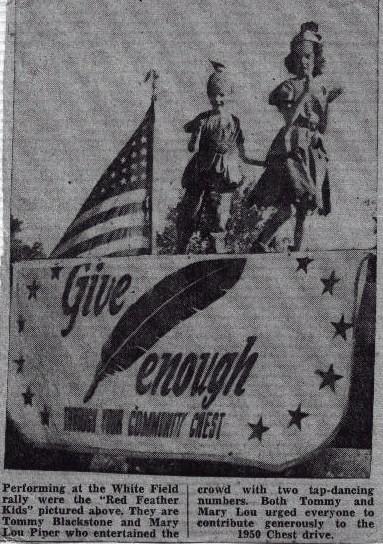 Give
enough
THROUGH YOUR COMMUNITY CHEST
Performing at the White Field
rally were the "Red Feather
Kids" pictured above. They are
Tommy Blackstone and Mary
Lou Piper who entertained the
crowd with two tap-dancing
numbers. Both Tommy and
Mary Lou urged everyone to
contribute generously to the
1950 Chest drive.